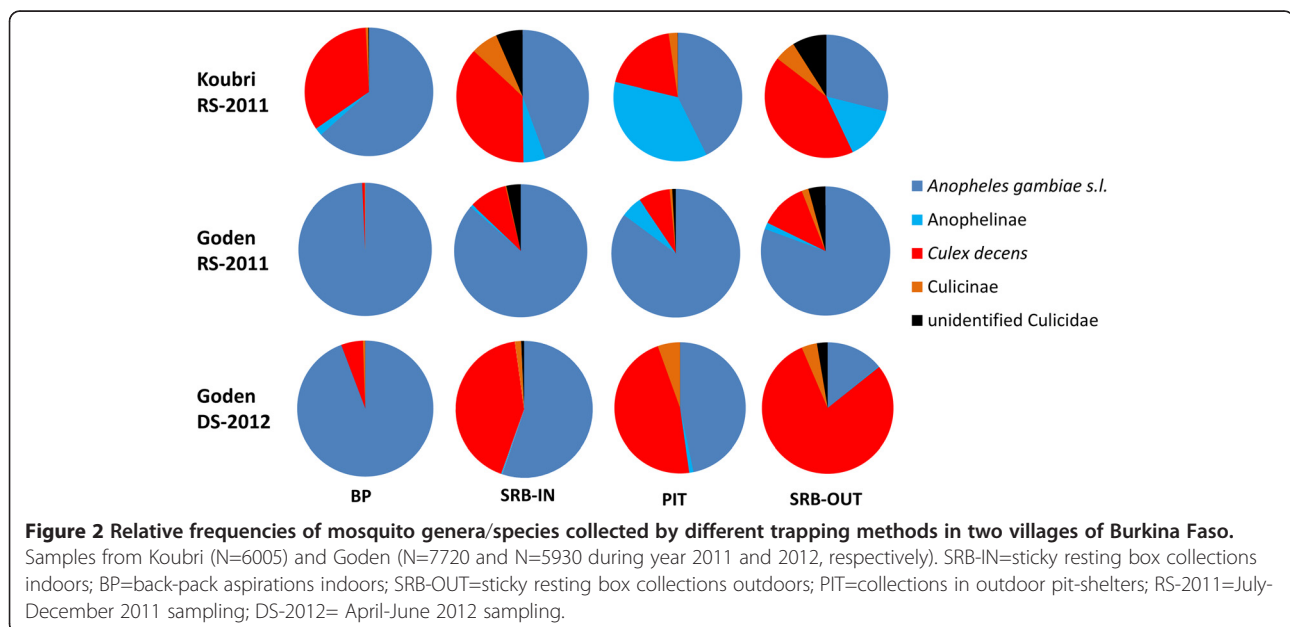 Koubri
RS-2011
Goden
RS-2011
Goden
DS-2012
Anopheles gambiae s.l.
Anophelinae
Culex decens
Culicinae
unidentified Culicidae
BP
SRB-IN
PIT
SRB-OUT
Figure 2 Relative frequencies of mosquito genera/species collected by different trapping methods in two villages of Burkina Faso.
Samples from Koubri (N=6005) and Goden (N=7720 and N=5930 during year 2011 and 2012, respectively). SRB-IN=sticky resting box collections
indoors; BP=back-pack aspirations indoors; SRB-OUT=sticky resting box collections outdoors; PIT=collections in outdoor pit-shelters; RS-2011=July-
December 2011 sampling; DS-2012= April-June 2012 sampling.